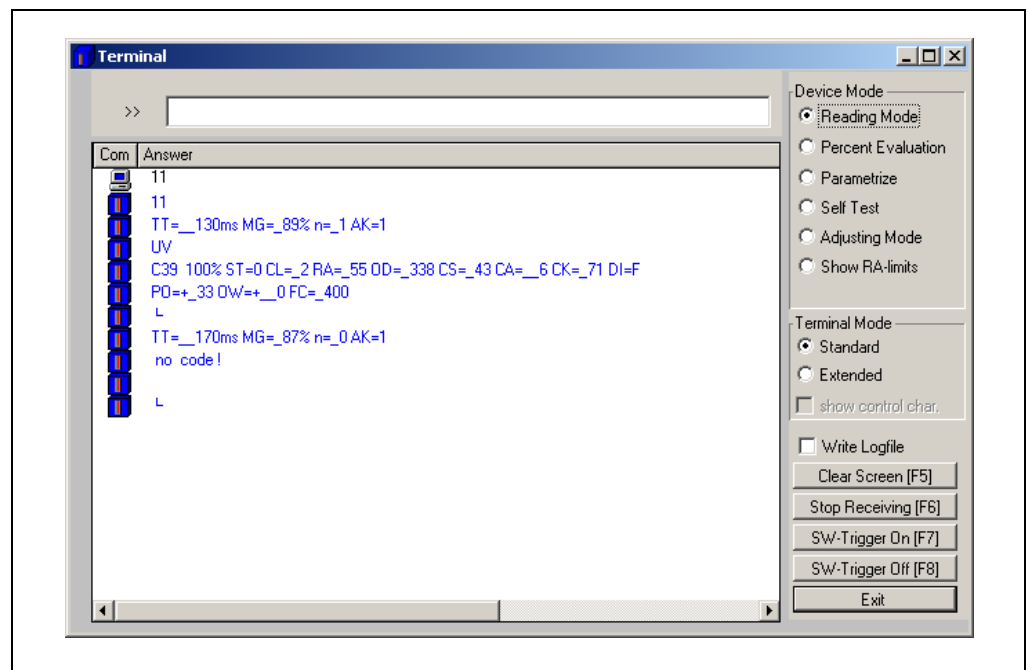 Terminal
>>
Com Answer
11
11
TT=__130ms MG=_89% n=_1 AK=1
UV
C39 100% ST=0 CL=_2 RA=_55 OD=_338 CS=_43 CA=__6 CK=_71 DI=F
PO=+_33 OW=+__0 FC=_400
└
TT=__170ms MG=_87% n=_0 AK=1
no code!
└
Device Mode
Reading Mode
Percent Evaluation
Parametrize
Self Test
Adjusting Mode
Show RA-limits
Terminal Mode
Standard
Extended
show control char.
Write Logfile
Clear Screen [F5]
Stop Receiving [F6]
SW-Trigger On [F7]
SW-Trigger Off [F8]
Exit